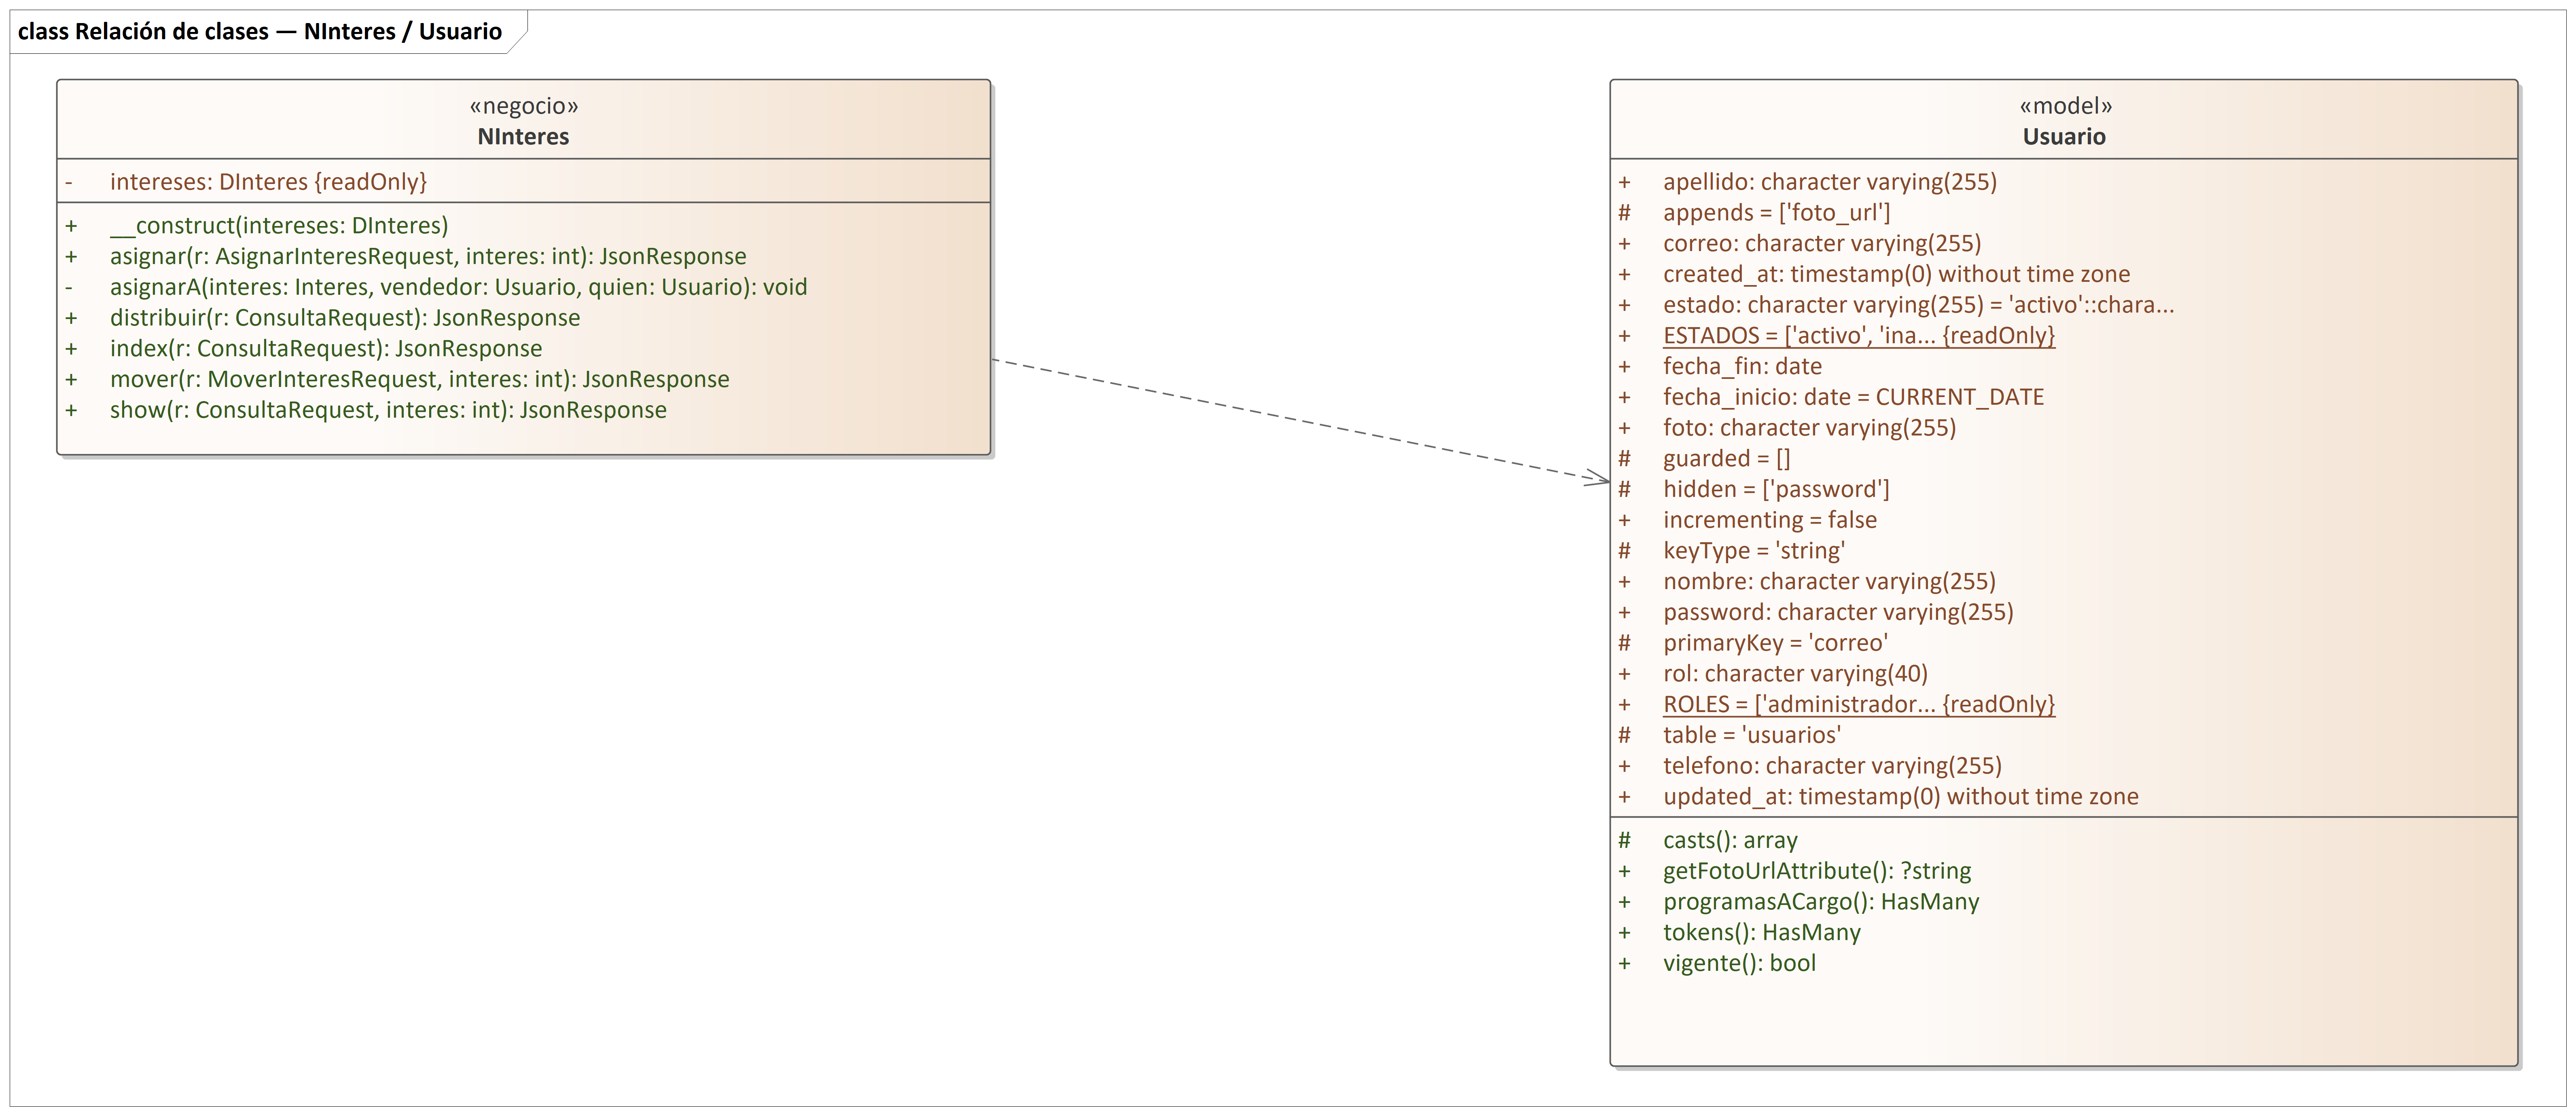 class Relación de clases — NInteres / Usuario
«negocio»
NInteres
- intereses: DInteres {readOnly}
+ __construct(intereses: DInteres)
+ asignar(r: AsignarInteresRequest, interes: int): JsonResponse
- asignarA(interes: Interes, vendedor: Usuario, quien: Usuario): void
+ distribuir(r: ConsultaRequest): JsonResponse
+ index(r: ConsultaRequest): JsonResponse
+ mover(r: MoverInteresRequest, interes: int): JsonResponse
+ show(r: ConsultaRequest, interes: int): JsonResponse
«model»
Usuario
+ apellido: character varying(255)
# appends = ['foto_url']
+ correo: character varying(255)
+ created_at: timestamp(0) without time zone
+ estado: character varying(255) = 'activo'::chara...
+ ESTADOS = ['activo', 'ina... {readOnly}
+ fecha_fin: date
+ fecha_inicio: date = CURRENT_DATE
+ foto: character varying(255)
# guarded = []
# hidden = ['password']
+ incrementing = false
# keyType = 'string'
+ nombre: character varying(255)
+ password: character varying(255)
# primaryKey = 'correo'
+ rol: character varying(40)
+ ROLES = ['administrador... {readOnly}
# table = 'usuarios'
+ telefono: character varying(255)
+ updated_at: timestamp(0) without time zone
# casts(): array
+ getFotoUrlAttribute(): ?string
+ programasACargo(): HasMany
+ tokens(): HasMany
+ vigente(): bool